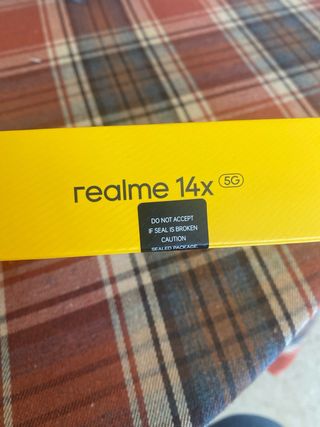 realme 14x 5G
DO NOT ACCEPT
IF SEAL IS BROKEN
CAUTION
SEALED PACKAGE